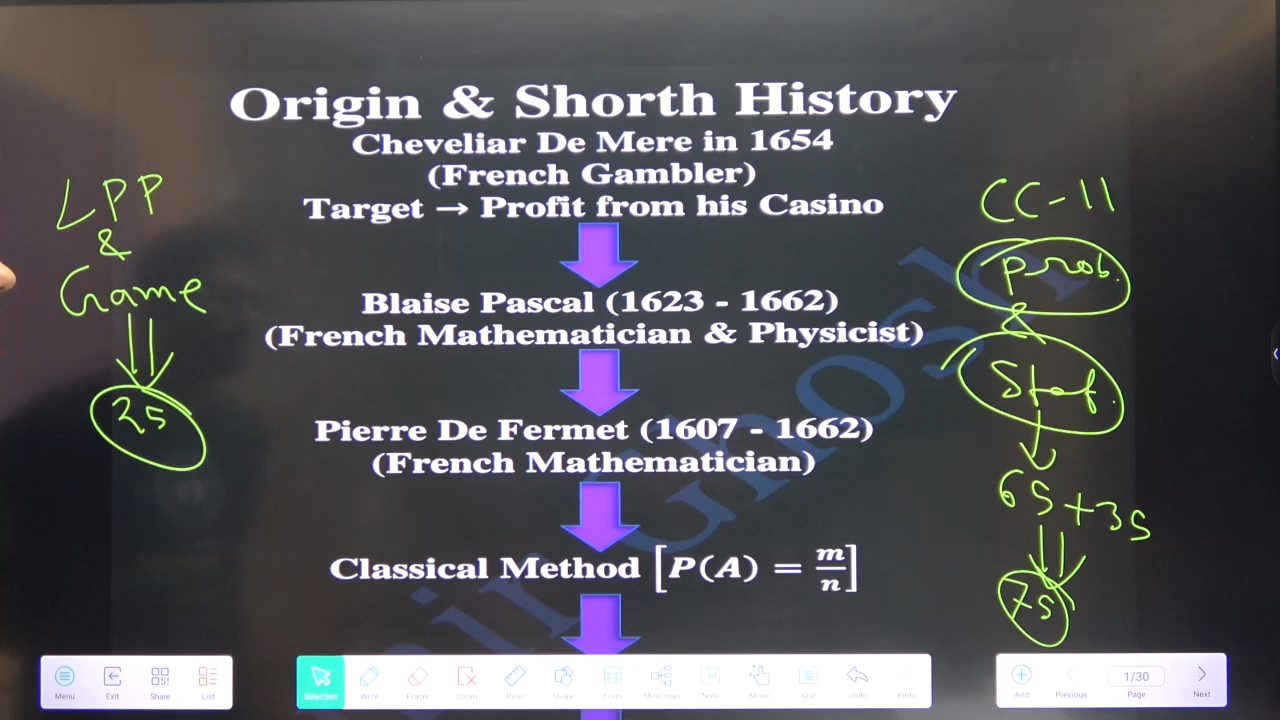 Origin & Shorth History
Cheveliar De Mere in 1654
(French Gambler)
Target → Profit from his Casino
Blaise Pascal (1623 - 1662)
(French Mathematician & Physicist)
Pierre De Fermet (1607 - 1662)
(French Mathematician)
Classical Method [P(A) = m/n]
LPP
&
Game
25
CC-11
Prob.
&
Stat.
65+35
75
Ghosh
Menu
Exit
Share
List
Selection
Write
Eraser
Clean
Ruler
Shape
Form
Mind map
Note
Move
Grid
Undo
Redo
Add
Previous
1/30
Page
Next